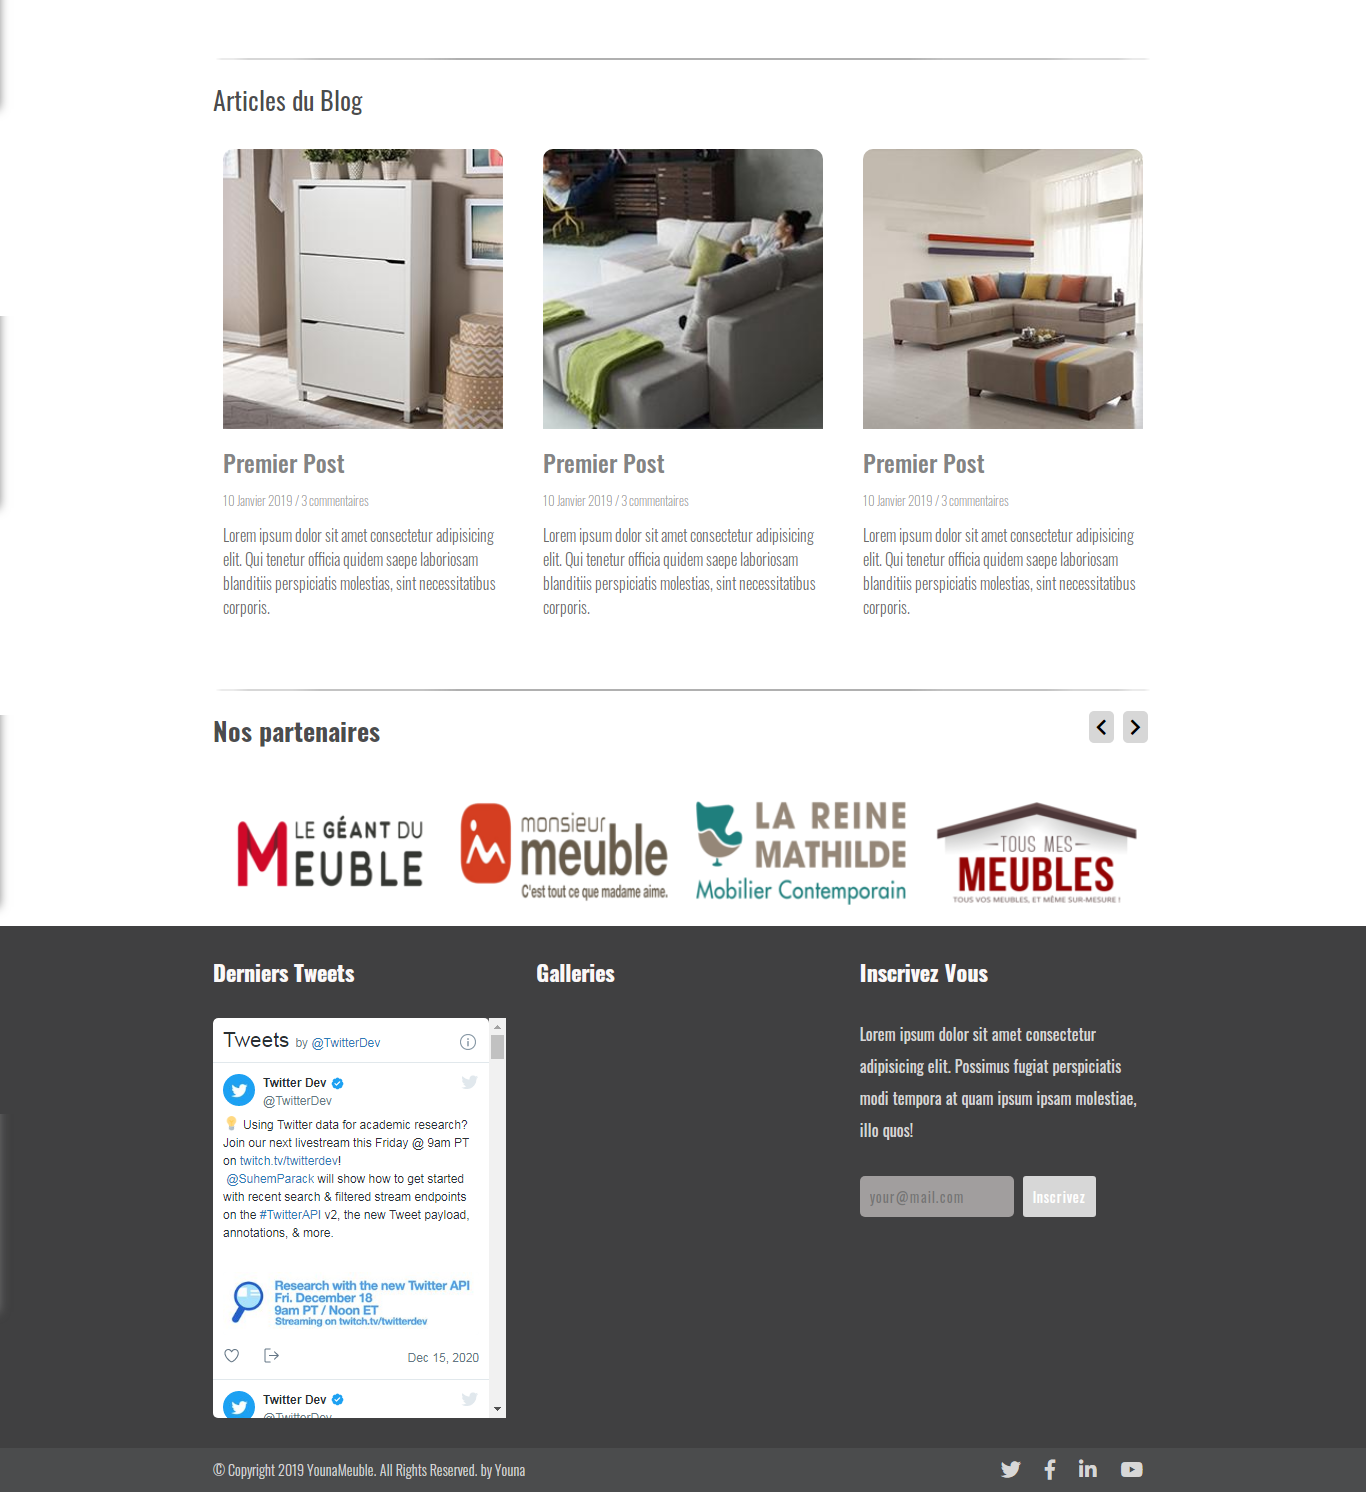 Articles du Blog
Premier Post
10 Janvier 2019 / 3 commentaires
Lorem ipsum dolor sit amet consectetur adipisicing
elit. Qui tenetur officia quidem saepe laboriosam
blanditiis perspiciatis molestias, sint necessitatibus
corporis.
Premier Post
10 Janvier 2019 / 3 commentaires
Lorem ipsum dolor sit amet consectetur adipisicing
elit. Qui tenetur officia quidem saepe laboriosam
blanditiis perspiciatis molestias, sint necessitatibus
corporis.
Premier Post
10 Janvier 2019 / 3 commentaires
Lorem ipsum dolor sit amet consectetur adipisicing
elit. Qui tenetur officia quidem saepe laboriosam
blanditiis perspiciatis molestias, sint necessitatibus
corporis.
Nos partenaires
LE GÉANT DU
MEUBLE
monsieur
meuble
C'est tout ce que madame aime.
LA REINE
MATHILDE
Mobilier Contemporain
TOUS MES
MEUBLES
TOUS VOS MEUBLES, ET MÊME SUR-MESURE !
Derniers Tweets
Tweets by @TwitterDev
Twitter Dev
@TwitterDev
💡 Using Twitter data for academic research?
Join our next livestream this Friday @ 9am PT
on twitch.tv/twitterdev!
@SuhemParack will show how to get started
with recent search & filtered stream endpoints
on the #TwitterAPI v2, the new Tweet payload,
annotations, & more.
Research with the new Twitter API
Fri. December 18
9am PT / Noon ET
Streaming on twitch.tv/twitterdev
Dec 15, 2020
Twitter Dev
@TwitterDev
Galleries
Inscrivez Vous
Lorem ipsum dolor sit amet consectetur
adipisicing elit. Possimus fugiat perspiciatis
modi tempora at quam ipsum ipsam molestiae,
illo quos!
your@mail.com
Inscrivez
© Copyright 2019 YounaMeuble. All Rights Reserved. by Youna